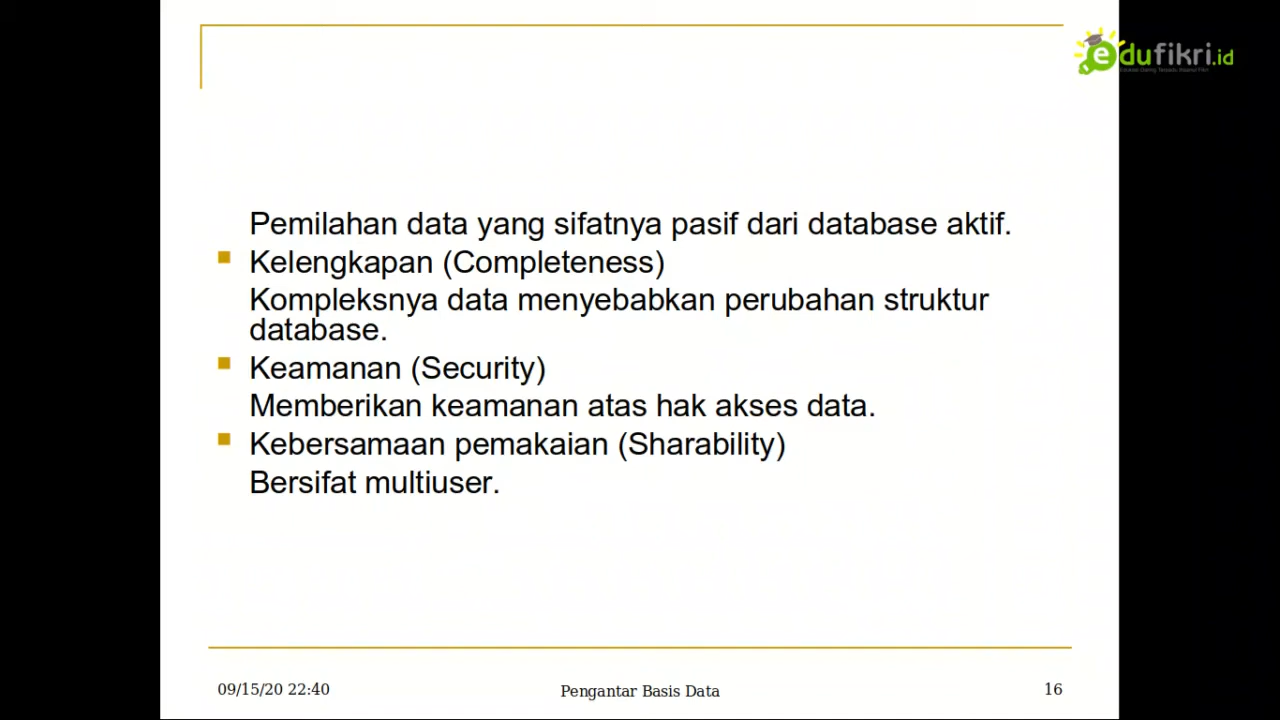 edufikri.id
Pemilahan data yang sifatnya pasif dari database aktif.
Kelengkapan (Completeness)
Kompleksnya data menyebabkan perubahan struktur
database.
Keamanan (Security)
Memberikan keamanan atas hak akses data.
Kebersamaan pemakaian (Sharability)
Bersifat multiuser.
09/15/20 22:40
Pengantar Basis Data
16